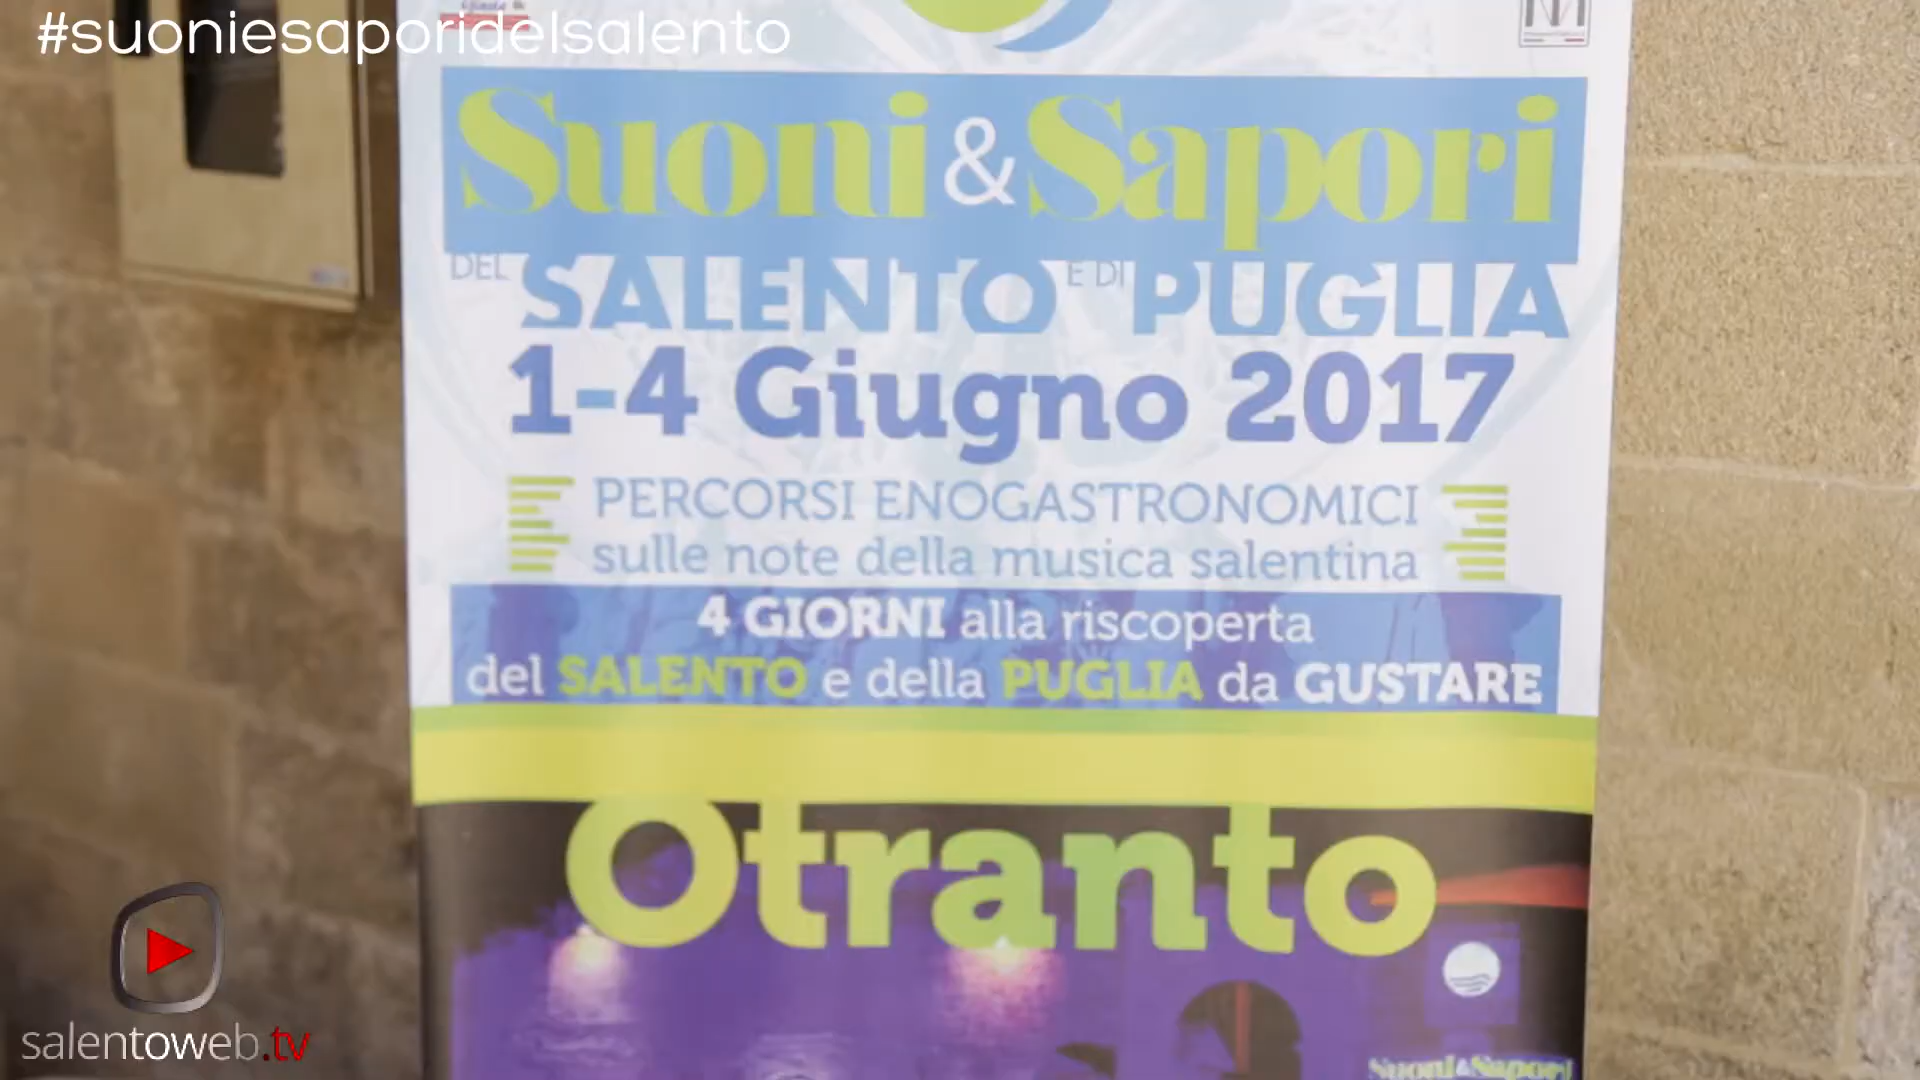 #suoniesaporidelsalento
Suoni & Sapori
DEL SALENTO E DI PUGLIA
1-4 Giugno 2017
PERCORSI ENOGASTRONOMICI
sulle note della musica salentina
4 GIORNI alla riscoperta
del SALENTO e della PUGLIA da GUSTARE
Otranto
Suoni & Sapori
salentoweb.tv